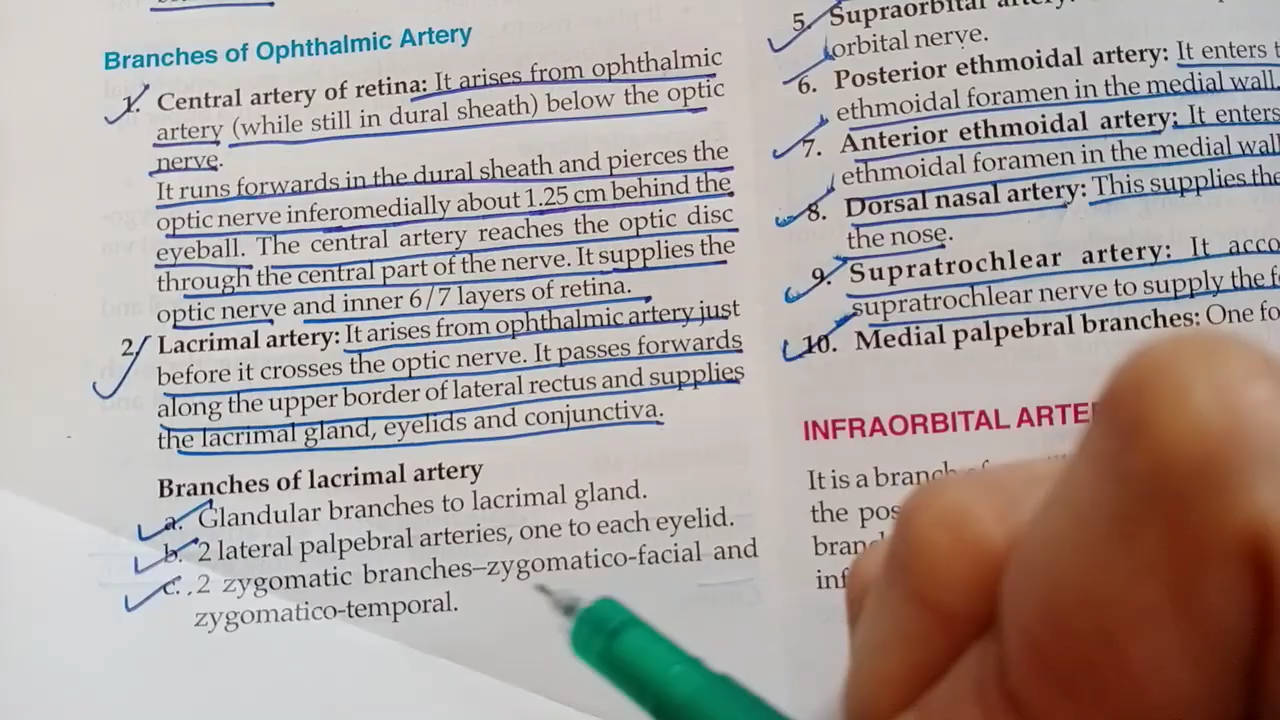 Branches of Ophthalmic Artery
1. Central artery of retina: It arises from ophthalmic
artery (while still in dural sheath) below the optic
nerve.
It runs forwards in the dural sheath and pierces the
optic nerve inferomedially about 1.25 cm behind the
eyeball. The central artery reaches the optic disc
through the central part of the nerve. It supplies the
optic nerve and inner 6/7 layers of retina.
2. Lacrimal artery: It arises from ophthalmic artery just
before it crosses the optic nerve. It passes forwards
along the upper border of lateral rectus and supplies
the lacrimal gland, eyelids and conjunctiva.
Branches of lacrimal artery
a. Glandular branches to lacrimal gland.
b. 2 lateral palpebral arteries, one to each eyelid.
c. 2 zygomatic branches–zygomatico-facial and
zygomatico-temporal.
5. Supraorbital
orbital nerve.
6. Posterior ethmoidal artery: It enters
ethmoidal foramen in the medial wall
7. Anterior ethmoidal artery: It enters
ethmoidal foramen in the medial wall
8. Dorsal nasal artery: This supplies the
the nose.
9. Supratrochlear artery: It
supratrochlear nerve to supply the
10. Medial palpebral branches: One
INFRAORBITAL
It is a
the